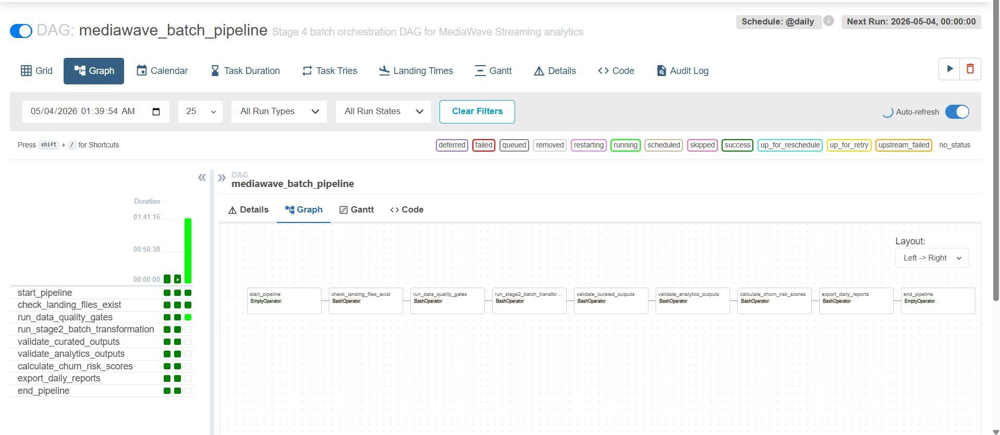 DAG: mediawave_batch_pipeline Stage 4 batch orchestration DAG for MediaWave Streaming analytics
Schedule: @daily
Next Run: 2026-05-04, 00:00:00
Grid
Graph
Calendar
Task Duration
Task Tries
Landing Times
Gantt
Details
<> Code
Audit Log
05/04/2026 01:39:54 AM
25
All Run Types
All Run States
Clear Filters
Auto-refresh
Press shift + / for Shortcuts
deferred
failed
queued
removed
restarting
running
scheduled
skipped
success
up_for_reschedule
up_for_retry
upstream_failed
no_status
Duration
01:41:16
00:50:38
00:00:00
start_pipeline
check_landing_files_exist
run_data_quality_gates
run_stage2_batch_transformation
validate_curated_outputs
validate_analytics_outputs
calculate_churn_risk_scores
export_daily_reports
end_pipeline
DAG
mediawave_batch_pipeline
Details
Graph
Gantt
<> Code
Layout:
Left -> Right
start_pipeline
EmptyOperator
check_landing_files_exist
BashOperator
run_data_quality_gates
BashOperator
run_stage2_batch_transfor...
BashOperator
validate_curated_outputs
BashOperator
validate_analytics_outputs
BashOperator
calculate_churn_risk_scores
BashOperator
export_daily_reports
BashOperator
end_pipeline
EmptyOperator